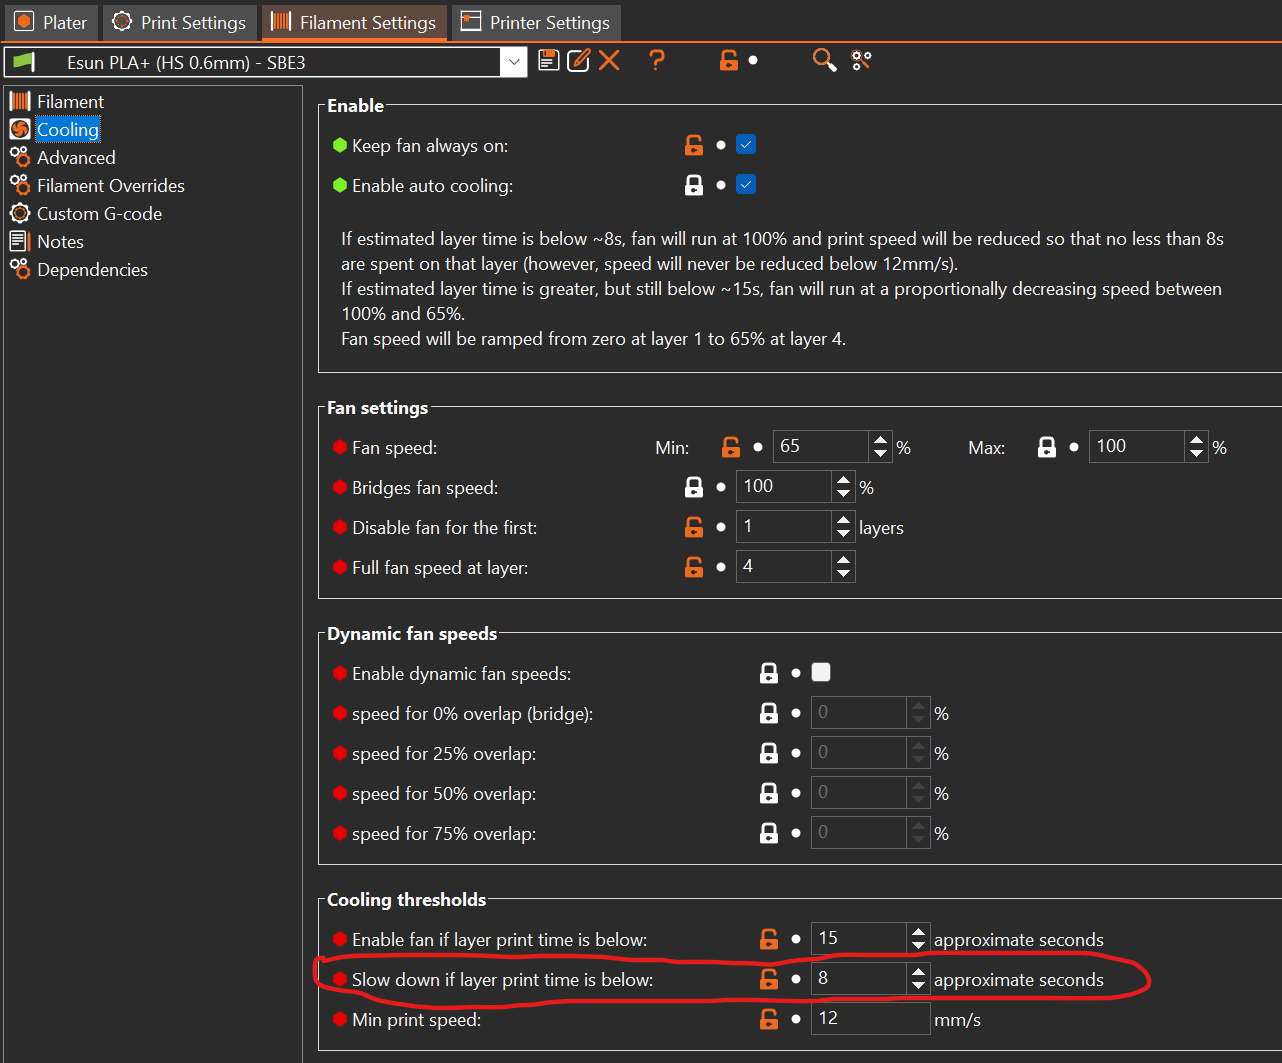 Plater Print Settings Filament Settings Printer Settings
Esun PLA+ (HS 0.6mm) - SBE3 ?
Filament
Cooling
Advanced
Filament Overrides
Custom G-code
Notes
Dependencies
Enable
Keep fan always on:
Enable auto cooling:
If estimated layer time is below ~8s, fan will run at 100% and print speed will be reduced so that no less than 8s
are spent on that layer (however, speed will never be reduced below 12mm/s).
If estimated layer time is greater, but still below ~15s, fan will run at a proportionally decreasing speed between
100% and 65%.
Fan speed will be ramped from zero at layer 1 to 65% at layer 4.
Fan settings
Fan speed: Min: 65 % Max: 100 %
Bridges fan speed: 100 %
Disable fan for the first: 1 layers
Full fan speed at layer: 4
Dynamic fan speeds
Enable dynamic fan speeds:
speed for 0% overlap (bridge): 0 %
speed for 25% overlap: 0 %
speed for 50% overlap: 0 %
speed for 75% overlap: 0 %
Cooling thresholds
Enable fan if layer print time is below: 15 approximate seconds
Slow down if layer print time is below: 8 approximate seconds
Min print speed: 12 mm/s